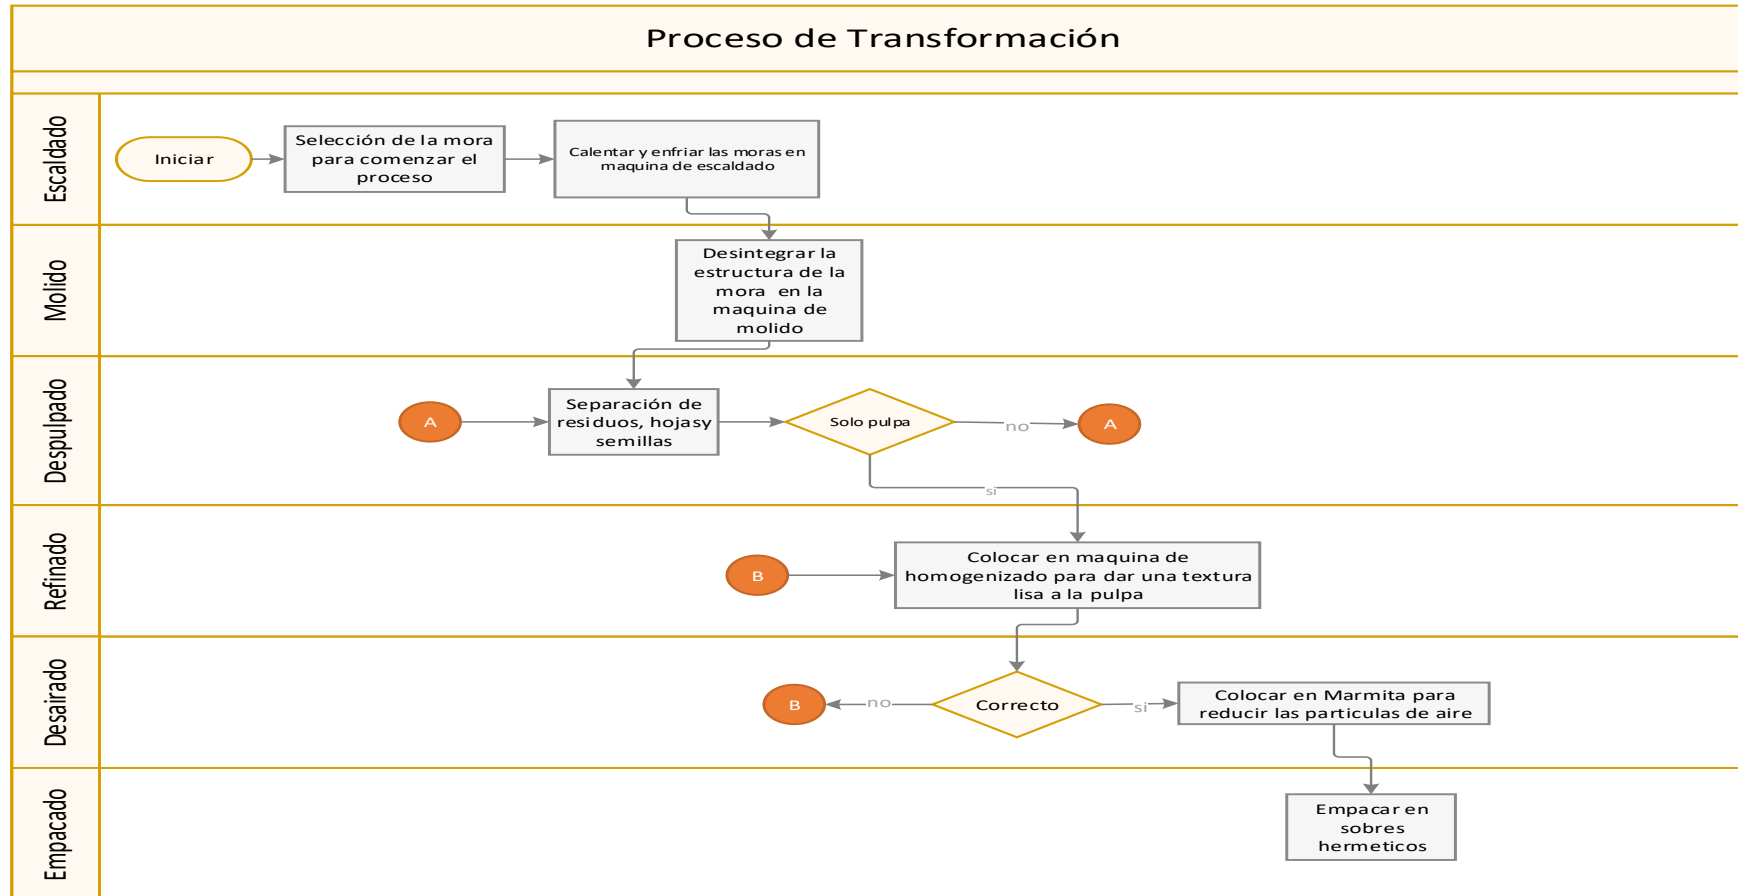 Proceso de Transformación
Escaldado
Iniciar
Selección de la mora
para comenzar el
proceso
Calentar y enfriar las moras en
maquina de escaldado
Molido
Desintegrar la
estructura de la
mora en la
maquina de
molido
Despulpado
A
Separación de
residuos, hojasy
semillas
Solo pulpa
no
A
si
Refinado
B
Colocar en maquina de
homogenizado para dar una textura
lisa a la pulpa
Desairado
B
no
Correcto
si
Colocar en Marmita para
reducir las particulas de aire
Empacado
Empacar en
sobres
hermeticos